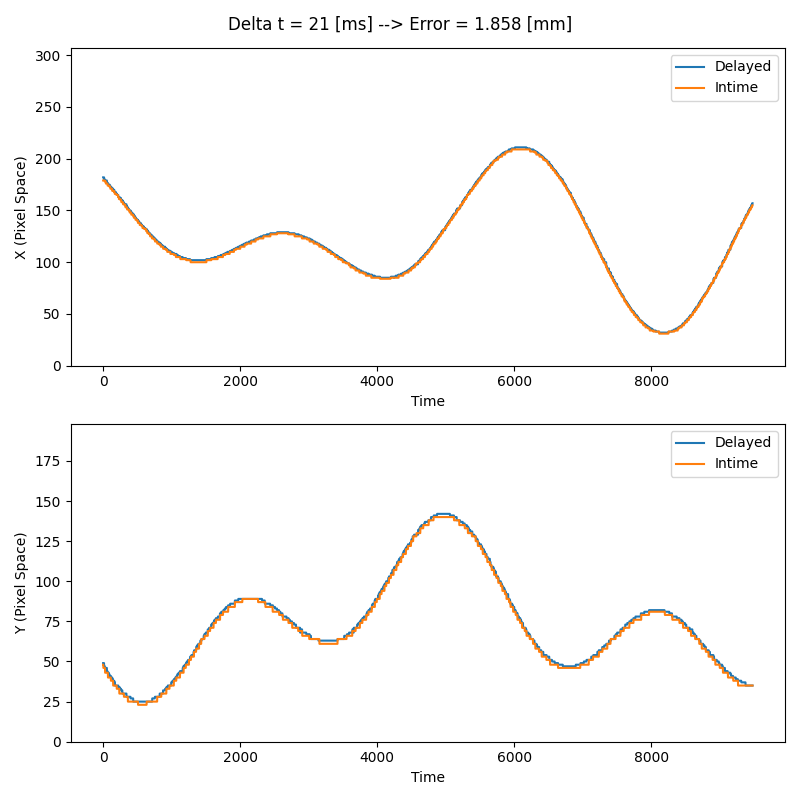 Delta t = 21 [ms] --> Error = 1.858 [mm]
300
250
200
150
100
50
0
X (Pixel Space)
Delayed
Intime
0 2000 4000 6000 8000
Time
175
150
125
100
75
50
25
0
Y (Pixel Space)
Delayed
Intime
0 2000 4000 6000 8000
Time